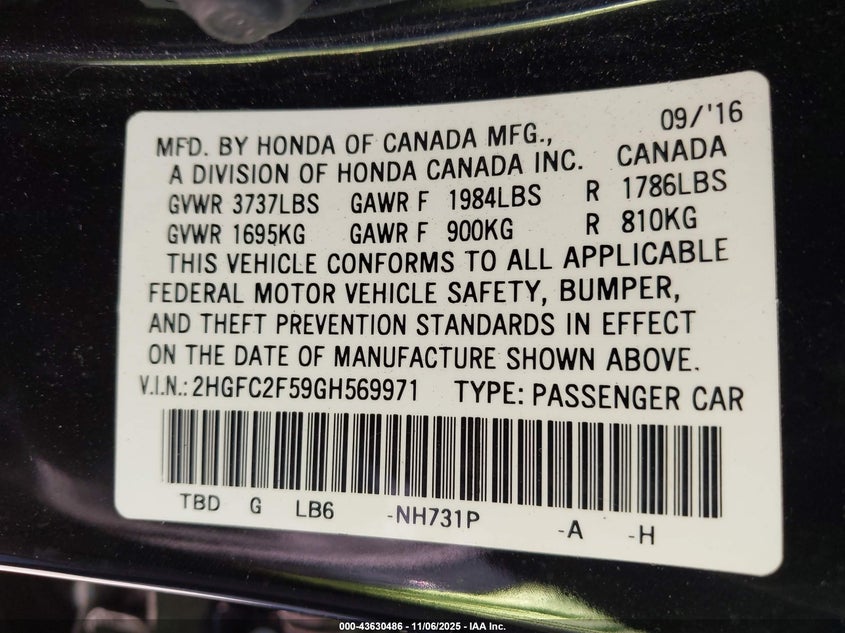 09/'16
MFD. BY HONDA OF CANADA MFG.,
A DIVISION OF HONDA CANADA INC. CANADA
GVWR 3737LBS GAWR F 1984LBS R 1786LBS
GVWR 1695KG GAWR F 900KG R 810KG
THIS VEHICLE CONFORMS TO ALL APPLICABLE
FEDERAL MOTOR VEHICLE SAFETY, BUMPER,
AND THEFT PREVENTION STANDARDS IN EFFECT
ON THE DATE OF MANUFACTURE SHOWN ABOVE.
V.I.N.: 2HGFC2F59GH569971 TYPE: PASSENGER CAR
TBD G LB6 -NH731P -A -H
000-43630486 - 11/06/2025 - IAA Inc.